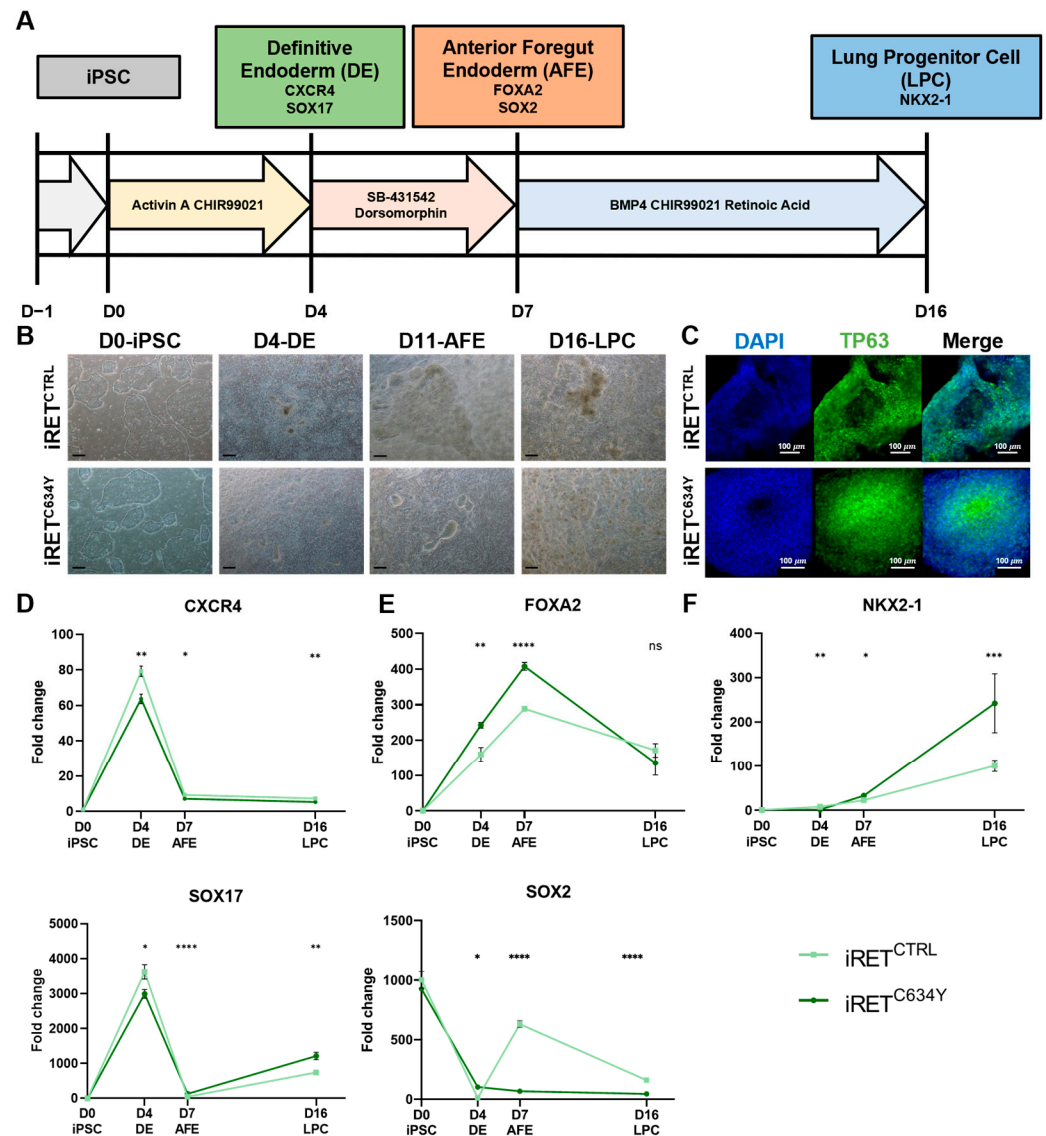 A
iPSC
Definitive
Endoderm (DE)
CXCR4
SOX17
Anterior Foregut
Endoderm (AFE)
FOXA2
SOX2
Lung Progenitor Cell
(LPC)
NKX2-1
Activin A CHIR99021
SB-431542
Dorsomorphin
BMP4 CHIR99021 Retinoic Acid
D−1 D0 D4 D7 D16
B
D0-iPSC D4-DE D11-AFE D16-LPC
iRETCTRL
iRETC634Y
C
DAPI TP63 Merge
iRETCTRL
100 μm 100 μm 100 μm
iRETC634Y
100 μm 100 μm 100 μm
D
CXCR4
Fold change
100
80
60
40
20
0
** * **
D0 D4 D7 D16
iPSC DE AFE LPC
E
FOXA2
Fold change
500
400
300
200
100
0
** **** ns
D0 D4 D7 D16
iPSC DE AFE LPC
F
NKX2-1
Fold change
400
300
200
100
0
** * ***
D0 D4 D7 D16
iPSC DE AFE LPC
SOX17
Fold change
5000
4000
3000
2000
1000
0
* **** **
D0 D4 D7 D16
iPSC DE AFE LPC
SOX2
Fold change
1500
1000
500
0
* **** ****
D0 D4 D7 D16
iPSC DE AFE LPC
iRETCTRL
iRETC634Y